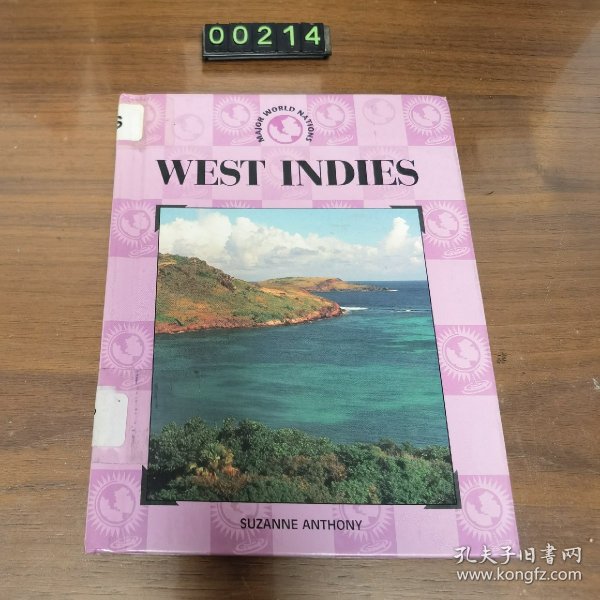 00214
S
MAJOR WORLD NATIONS
WEST INDIES
SUZANNE ANTHONY
孔夫子旧书网
www.kongfz.com